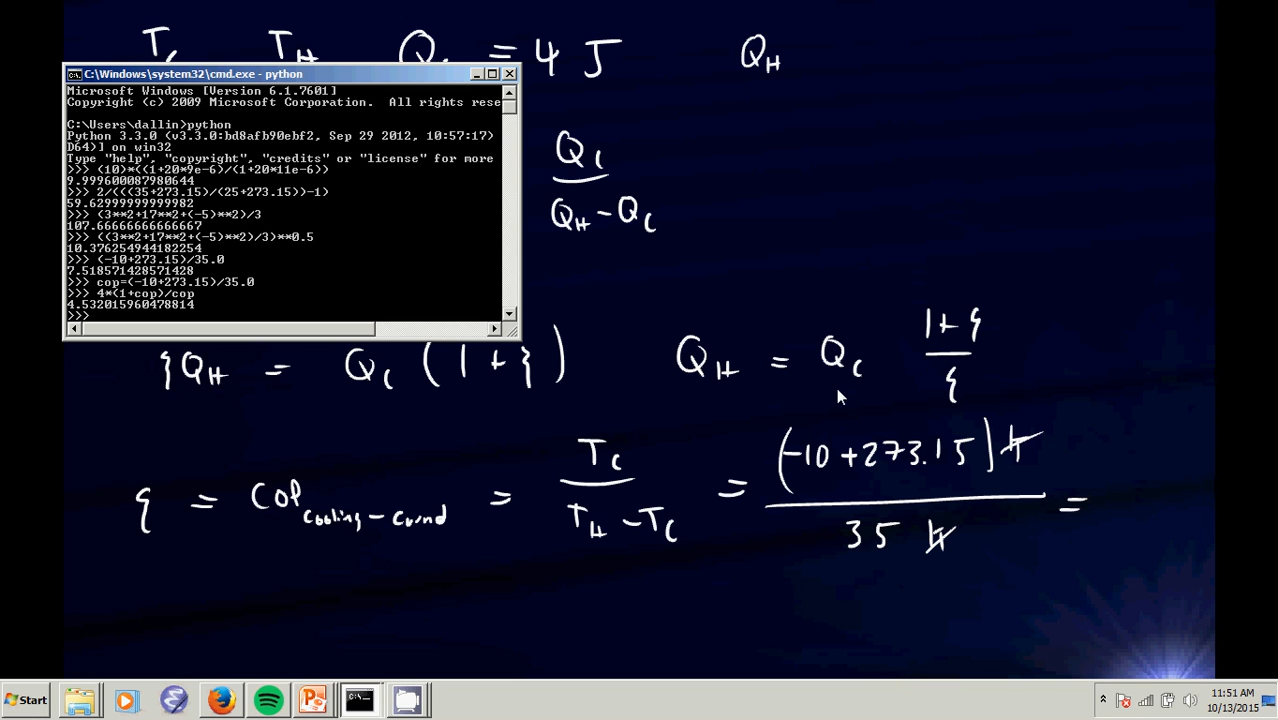 T_C T_H Q_C = 4 J Q_H
C:\Windows\system32\cmd.exe - python
Microsoft Windows [Version 6.1.7601]
Copyright (c) 2009 Microsoft Corporation. All rights rese
C:\Users\dallin>python
Python 3.3.0 (v3.3.0:bd8afb90ebf2, Sep 29 2012, 10:57:17)
D64)] on win32
Type "help", "copyright", "credits" or "license" for more
>>> (10)*((1+20*9e-6)/(1+20*11e-6))
9.999600087980644
>>> 2/(((35+273.15)/(25+273.15))-1)
59.62999999999982
>>> (3**2+17**2+(-5)**2)/3
107.66666666666667
>>> ((3**2+17**2+(-5)**2)/3)**0.5
10.376254944182254
>>> (-10+273.15)/35.0
7.518571428571428
>>> cop=(-10+273.15)/35.0
>>> 4*(1+cop)/cop
4.532015960478814
>>>
Q_C
Q_H - Q_C
ξQ_H = Q_C (1 + ξ) Q_H = Q_C
1+ξ
ξ
ξ = COP cooling-carnot = T_C / T_H - T_C = (-10 + 273.15) K / 35 K =
Start
11:51 AM
10/13/2015